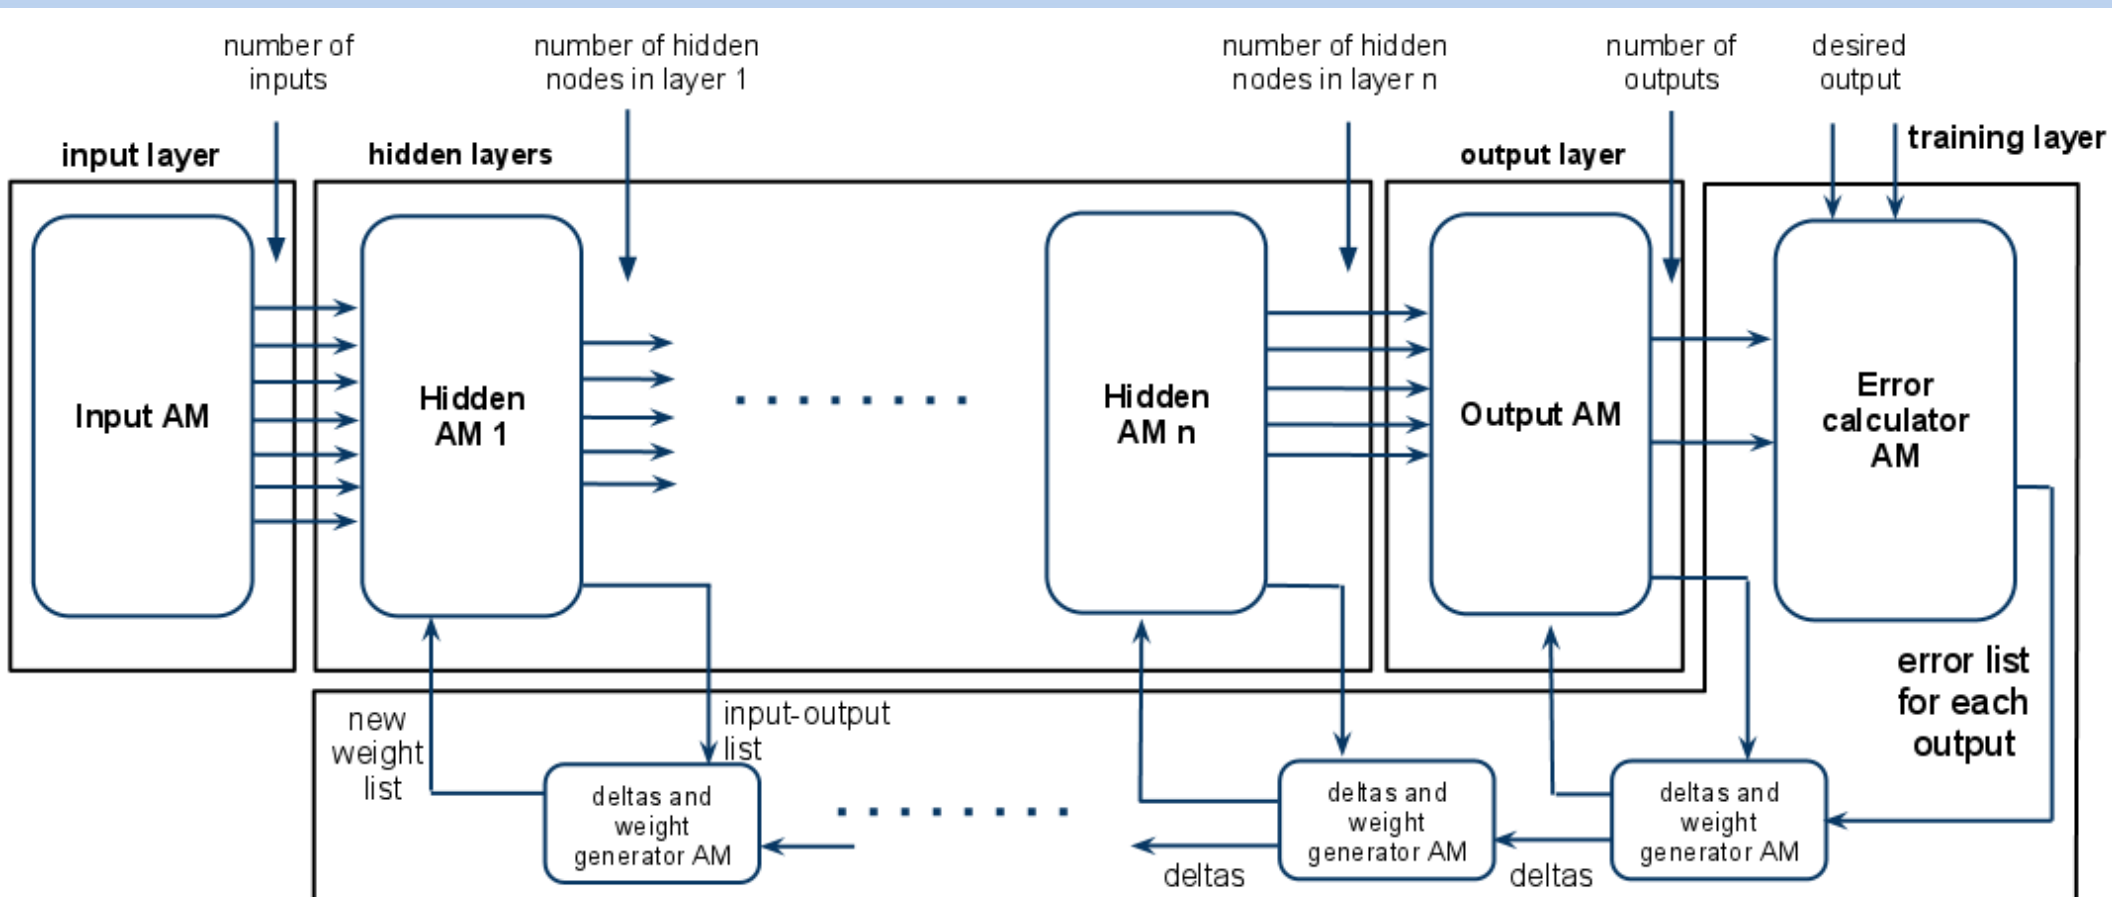 number of
inputs
number of hidden
nodes in layer 1
number of hidden
nodes in layer n
number of
outputs
desired
output
input layer
hidden layers
output layer
training layer
Input AM
Hidden
AM 1
Hidden
AM n
Output AM
Error
calculator
AM
error list
for each
output
new
weight
list
input-output
list
deltas and
weight
generator AM
deltas and
weight
generator AM
deltas and
weight
generator AM
deltas
deltas